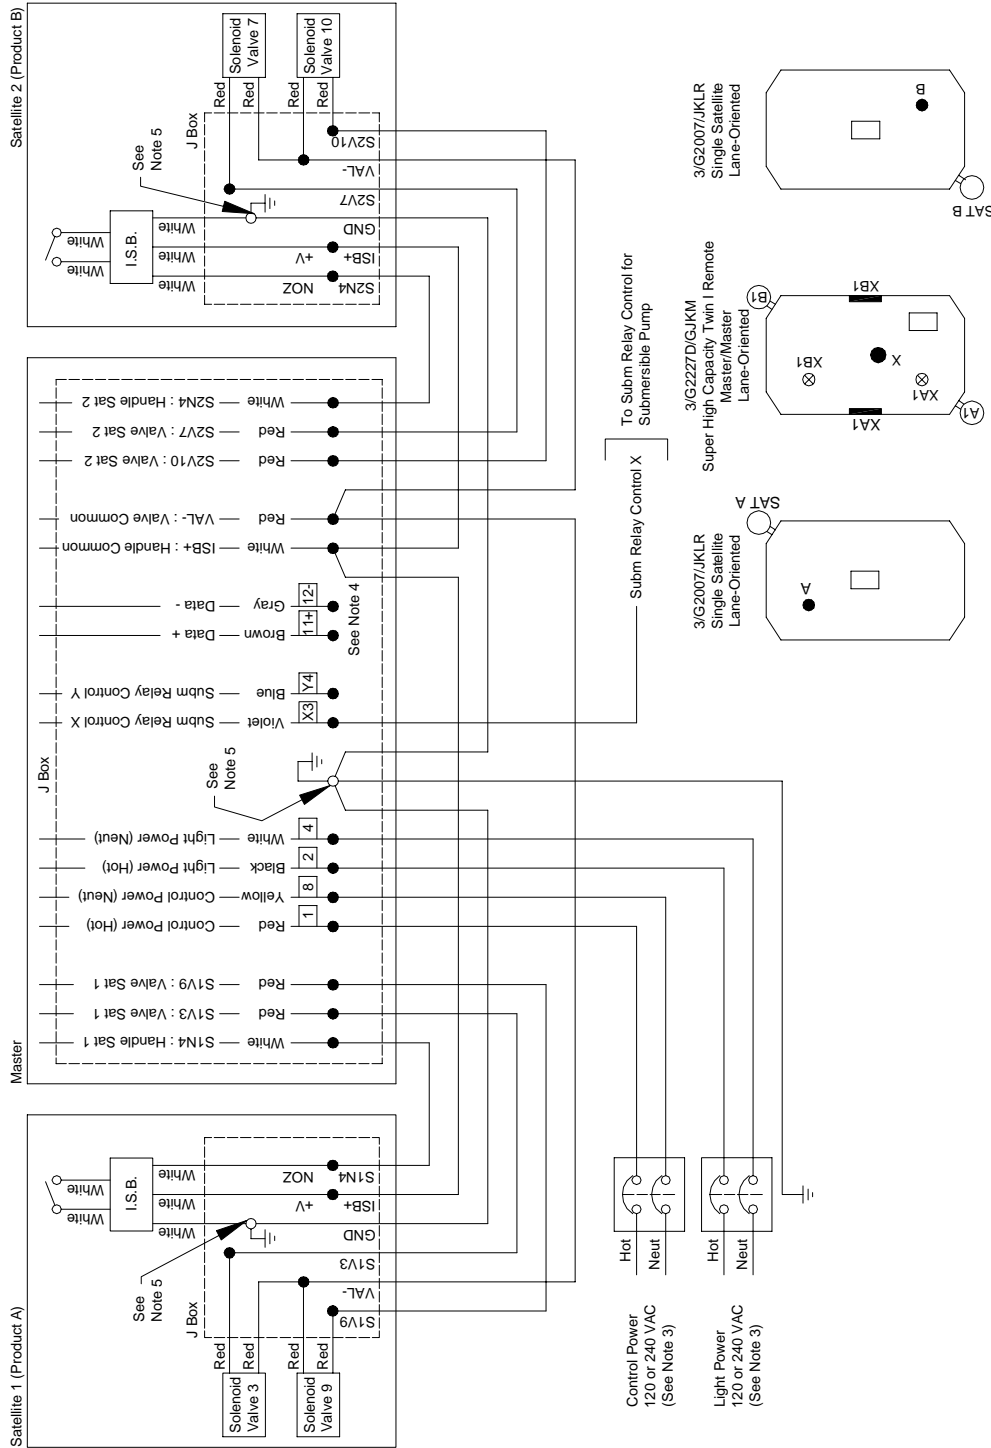 Satellite 1 (Product A)
Solenoid
Valve 3
Solenoid
Valve 9
Red
Red
Red
Red
J Box
See
Note 5
White
White
I.S.B.
White
White
White
NOZ
+V
S1N4
ISB+
GND
S1V3
VAL-
S1V9
Master
J Box
S1N4 : Handle Sat 1
White
S1V3 : Valve Sat 1
Red
S1V9 : Valve Sat 1
Red
Control Power (Hot)
Red
1
Control Power (Neut)
Yellow
8
Light Power (Hot)
Black
2
Light Power (Neut)
White
4
See
Note 5
Subm Relay Control X
Violet
X3
Subm Relay Control Y
Blue
Y4
Data +
Brown
11+
Data -
Gray
12-
See Note 4
ISB+ : Handle Common
White
VAL- : Valve Common
Red
S2V10 : Valve Sat 2
Red
S2V7 : Valve Sat 2
Red
S2N4 : Handle Sat 2
White
Satellite 2 (Product B)
White
White
I.S.B.
White
White
White
NOZ
+V
S2N4
ISB+
GND
S2V7
VAL-
S2V10
See
Note 5
J Box
Red
Red
Red
Red
Solenoid
Valve 7
Solenoid
Valve 10
Control Power
120 or 240 VAC
(See Note 3)
Hot
Neut
Light Power
120 or 240 VAC
(See Note 3)
Hot
Neut
Subm Relay Control X
To Subm Relay Control for
Submersible Pump
3/G2007/JKLR
Single Satellite
Lane-Oriented
SAT A
A
3/G2227D/GJKM
Super High Capacity Twin I Remote
Master/Master
Lane-Oriented
A1
B1
XA1
XB1
XA1
XB1
X
3/G2007/JKLR
Single Satellite
Lane-Oriented
SAT B
B